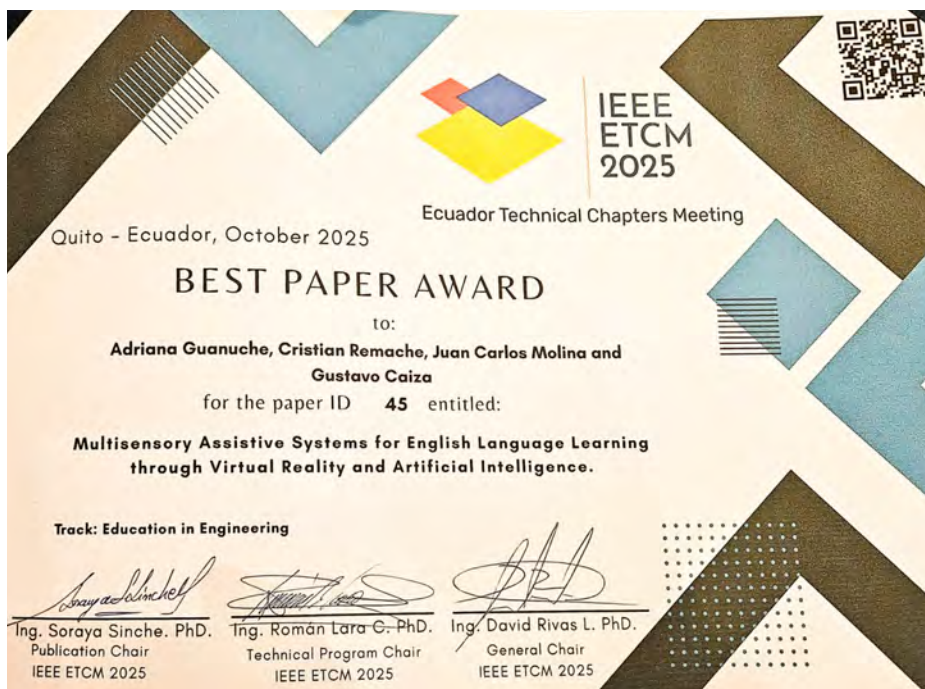 IEEE
ETCM
2025
Ecuador Technical Chapters Meeting
Quito - Ecuador, October 2025
BEST PAPER AWARD
to:
Adriana Guanuche, Cristian Remache, Juan Carlos Molina and
Gustavo Caiza
for the paper ID 45 entitled:
Multisensory Assistive Systems for English Language Learning
through Virtual Reality and Artificial Intelligence.
Track: Education in Engineering
Ing. Soraya Sinche. PhD.
Publication Chair
IEEE ETCM 2025
Ing. Román Lara C. PhD.
Technical Program Chair
IEEE ETCM 2025
Ing. David Rivas L. PhD.
General Chair
IEEE ETCM 2025